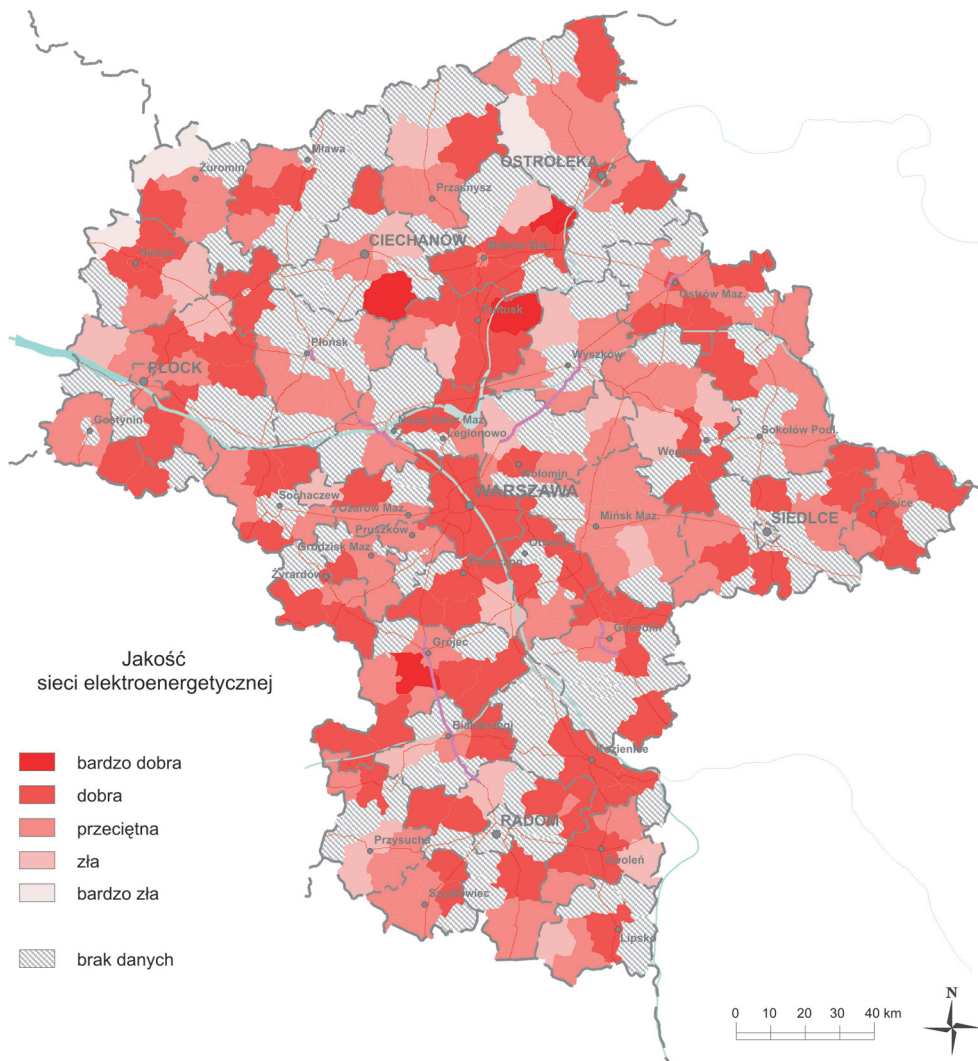 Mława
OSTROŁĘKA
Żuromin
Przasnysz
CIECHANÓW
Maków Maz.
Sierpc
Ostrów Maz.
Pułtusk
Płońsk
Wyszków
PŁOCK
Gostynin
Nowy Dwór Maz.
Legionowo
Sokołów Podl.
Węgrów
Wołomin
WARSZAWA
Sochaczew
Ożarów Maz.
Mińsk Maz.
SIEDLCE
Łosice
Pruszków
Grodzisk Maz.
Otwock
Żyrardów
Piaseczno
Garwolin
Grójec
Jakość
sieci elektroenergetycznej
Białobrzegi
Kozienice
bardzo dobra
dobra
przeciętna
zła
bardzo zła
brak danych
RADOM
Przysucha
Zwoleń
Szydłowiec
Lipsko
N
0 10 20 30 40 km